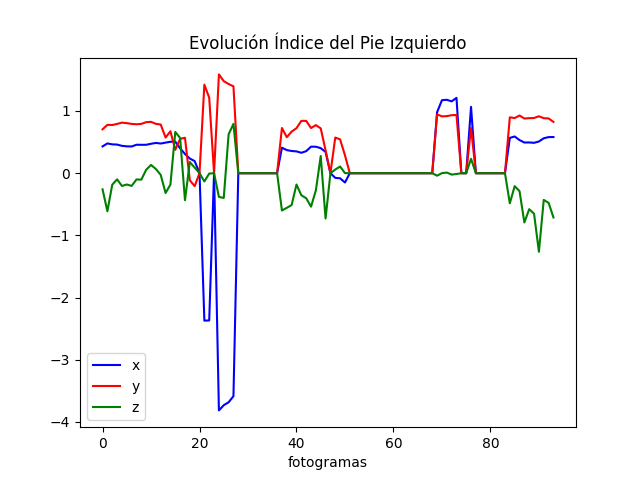 Evolución Índice del Pie Izquierdo
1
0
−1
−2
−3
−4
x
y
z
0 20 40 60 80
fotogramas